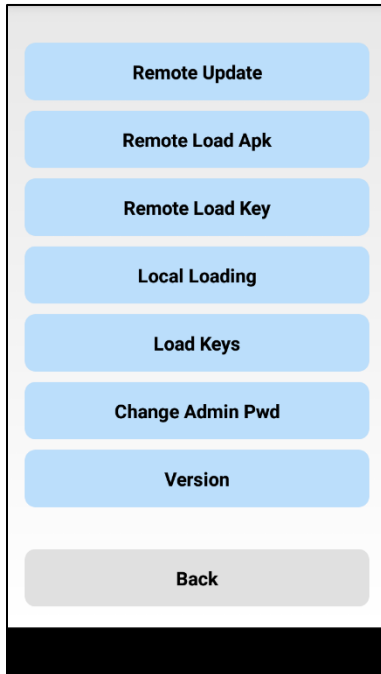 Remote Update
Remote Load Apk
Remote Load Key
Local Loading
Load Keys
Change Admin Pwd
Version
Back